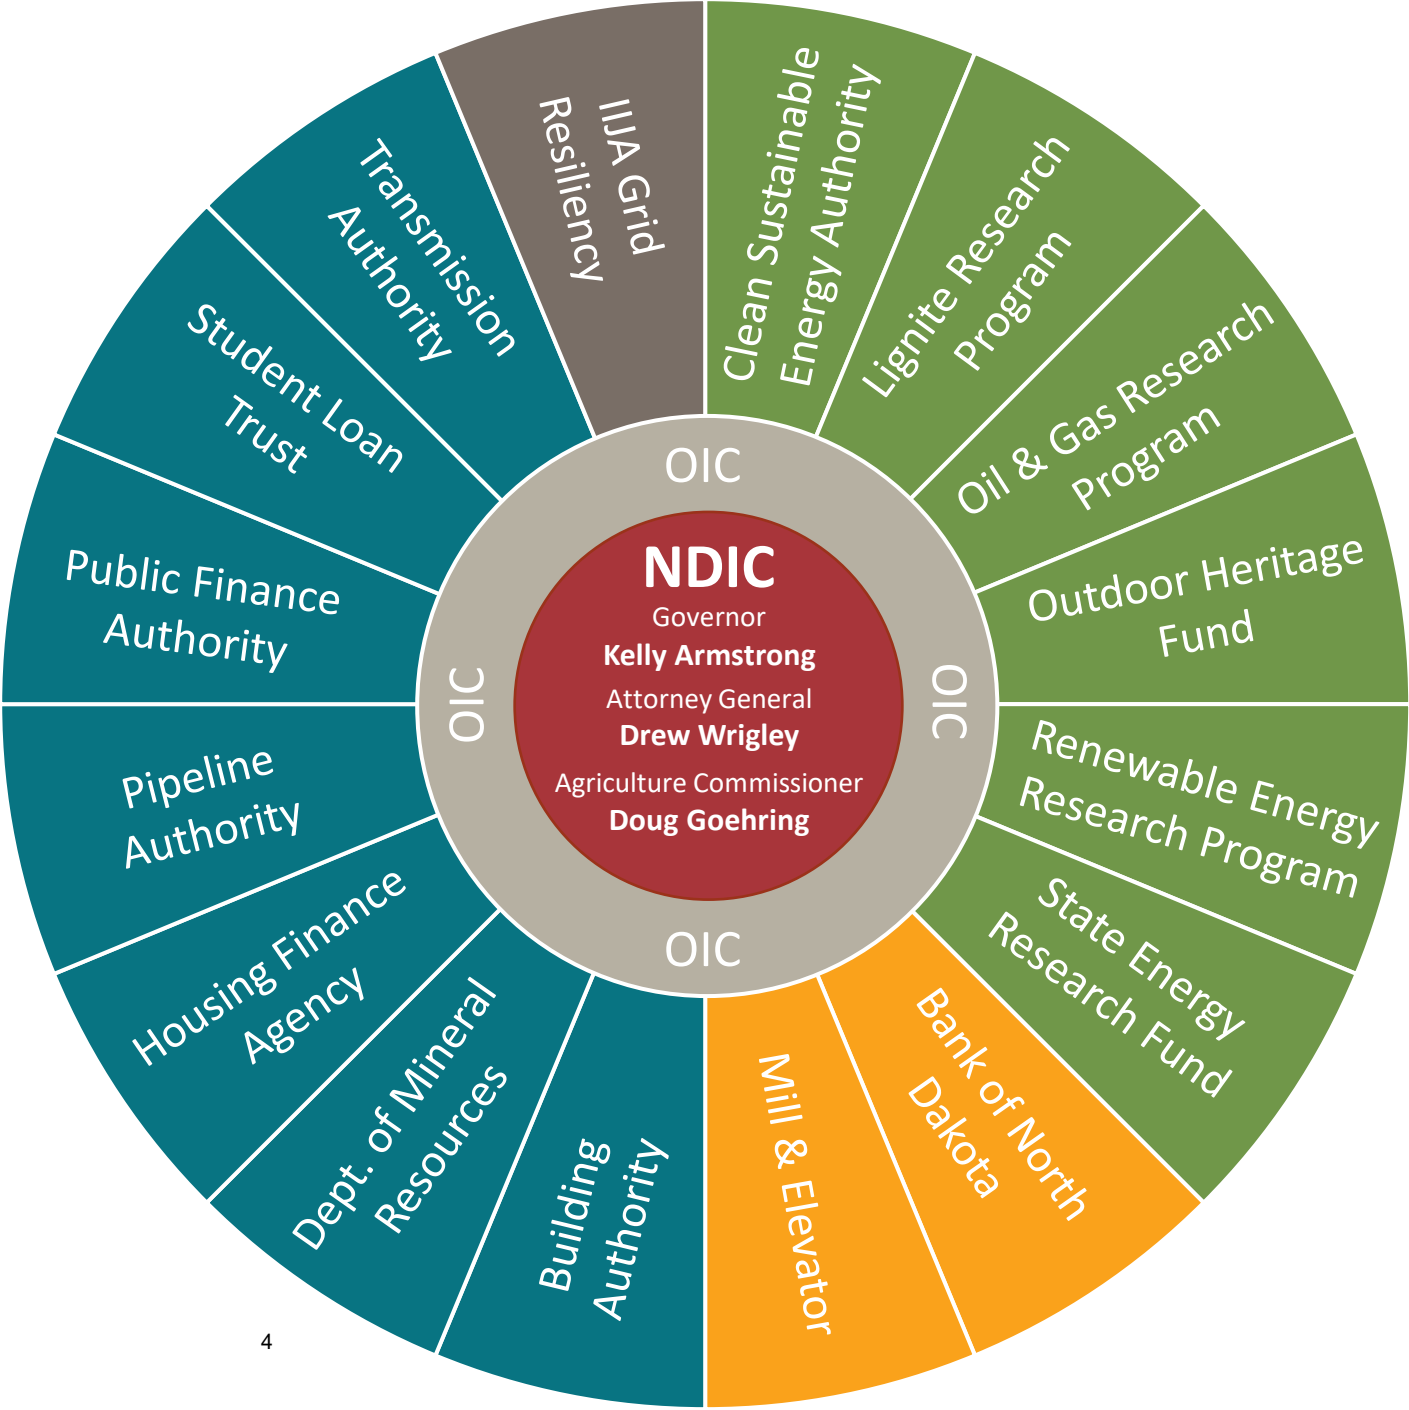 Clean Sustainable
Energy Authority
Lignite Research
Program
Oil & Gas Research
Program
Outdoor Heritage
Fund
Renewable Energy
Research Program
State Energy
Research Fund
Bank of North
Dakota
Mill & Elevator
Building
Authority
Dept. of Mineral
Resources
Housing Finance
Agency
Pipeline
Authority
Public Finance
Authority
Student Loan
Trust
Transmission
Authority
IIJA Grid
Resiliency
OIC
OIC
OIC
OIC
NDIC
Governor
Kelly Armstrong
Attorney General
Drew Wrigley
Agriculture Commissioner
Doug Goehring
4